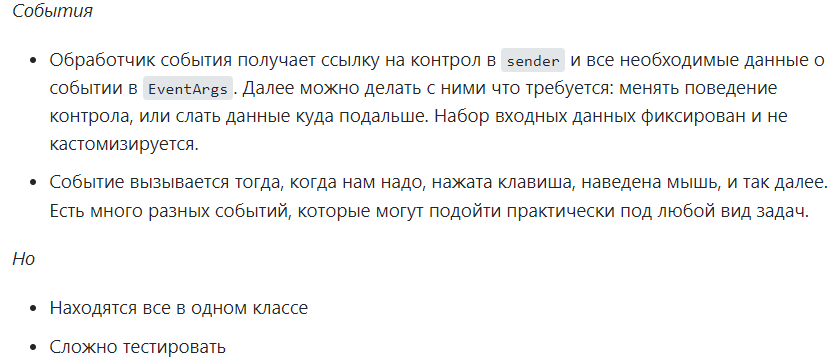 События
• Обработчик события получает ссылку на контрол в sender и все необходимые данные о
событии в EventArgs. Далее можно делать с ними что требуется: менять поведение
контрола, или слать данные куда подальше. Набор входных данных фиксирован и не
кастомизируется.
• Событие вызывается тогда, когда нам надо, нажата клавиша, наведена мышь, и так далее.
Есть много разных событий, которые могут подойти практически под любой вид задач.
Но
• Находятся все в одном классе
• Сложно тестировать